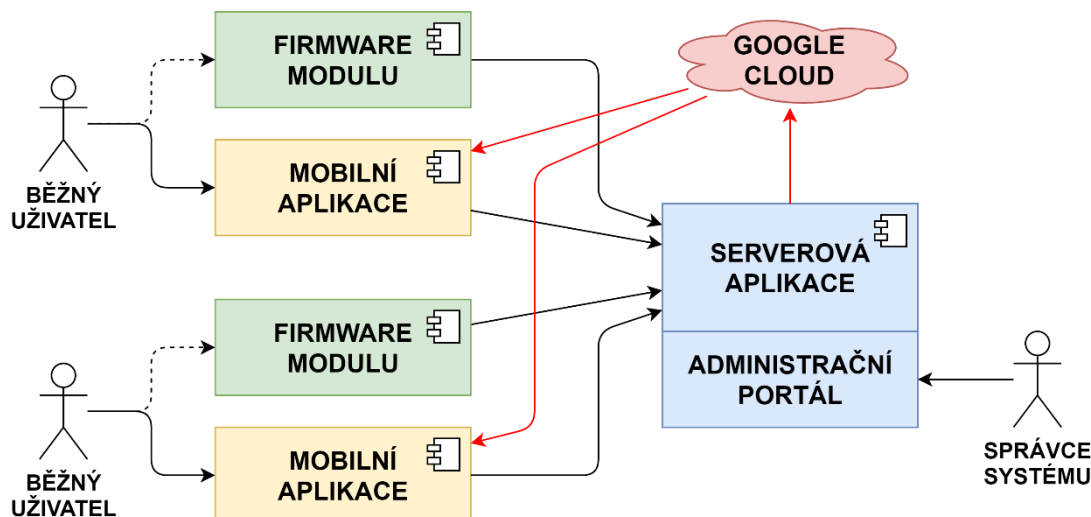 FIRMWARE
MODULU
GOOGLE
CLOUD
BĚŽNÝ
UŽIVATEL
MOBILNÍ
APLIKACE
SERVEROVÁ
APLIKACE
FIRMWARE
MODULU
ADMINISTRAČNÍ
PORTÁL
BĚŽNÝ
UŽIVATEL
MOBILNÍ
APLIKACE
SPRÁVCE
SYSTÉMU